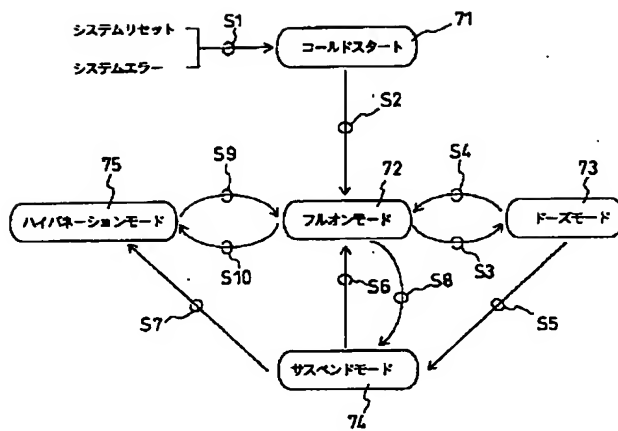 システムリセット
S1
71
コールドスタート
システムエラー
S2
75
S9
72
S4
73
ハイバネーションモード
フルオンモード
ドーズモード
S10
S6
S8
S3
S7
S5
サスペンドモード
74